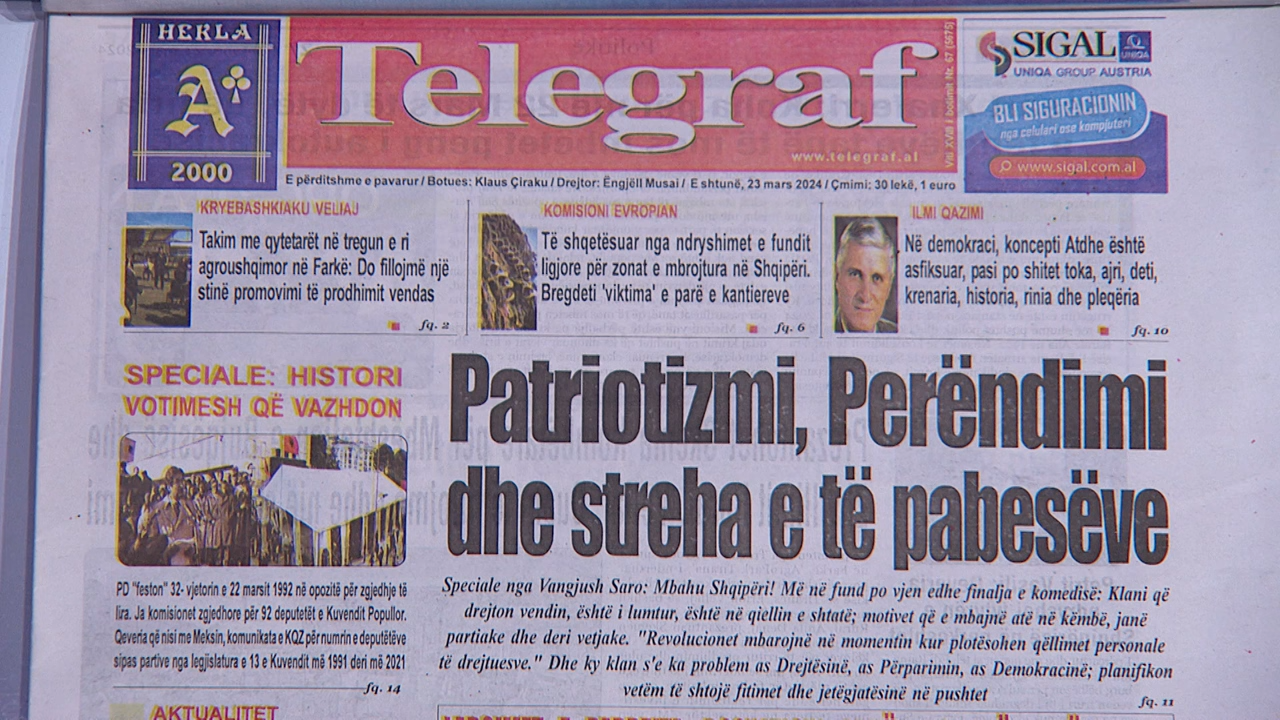 HERLA
A
2000
Telegraf
www.telegraf.al
Viti XVIII i botimit Nr. 67 (5675)
SIGAL
UNIQA
UNIQA GROUP AUSTRIA
BLI SIGURACIONIN
nga celulari ose kompjuteri
www.sigal.com.al
E përditshme e pavarur / Botues: Klaus Çiraku / Drejtor: Ëngjëll Musai / E shtunë, 23 mars 2024 / Çmimi: 30 lekë, 1 euro
KRYEBASHKIAKU VELIAJ
Takim me qytetarët në tregun e ri
agroushqimor në Farkë: Do fillojmë një
stinë promovimi të prodhimit vendas
fq. 2
KOMISIONI EVROPIAN
Të shqetësuar nga ndryshimet e fundit
ligjore për zonat e mbrojtura në Shqipëri.
Bregdeti 'viktima' e parë e kantiereve
fq. 6
ILMI QAZIMI
Në demokraci, koncepti Atdhe është
asfiksuar, pasi po shitet toka, ajri, deti,
krenaria, historia, rinia dhe pleqëria
fq. 10
SPECIALE: HISTORI
VOTIMESH QË VAZHDON
PD "feston" 32- vjetorin e 22 marsit 1992 në opozitë për zgjedhje të
lira. Ja komisionet zgjedhore për 92 deputetët e Kuvendit Popullor.
Qeveria që nisi me Meksin, komunikata e KQZ për numrin e deputetëve
sipas partive nga legjislatura e 13 e Kuvendit më 1991 deri më 2021
fq. 14
Patriotizmi, Perëndimi
dhe streha e të pabesëve
Speciale nga Vangjush Saro: Mbahu Shqipëri! Më në fund po vjen edhe finalja e komedisë: Klani që
drejton vendin, është i lumtur, është në qiellin e shtatë; motivet që e mbajnë atë në këmbë, janë
partiake dhe deri vetjake. "Revolucionet mbarojnë në momentin kur plotësohen qëllimet personale
të drejtuesve." Dhe ky klan s'e ka problem as Drejtësinë, as Përparimin, as Demokracinë; planifikon
vetëm të shtojë fitimet dhe jetëgjatësinë në pushtet
fq. 11
AKTUALITET